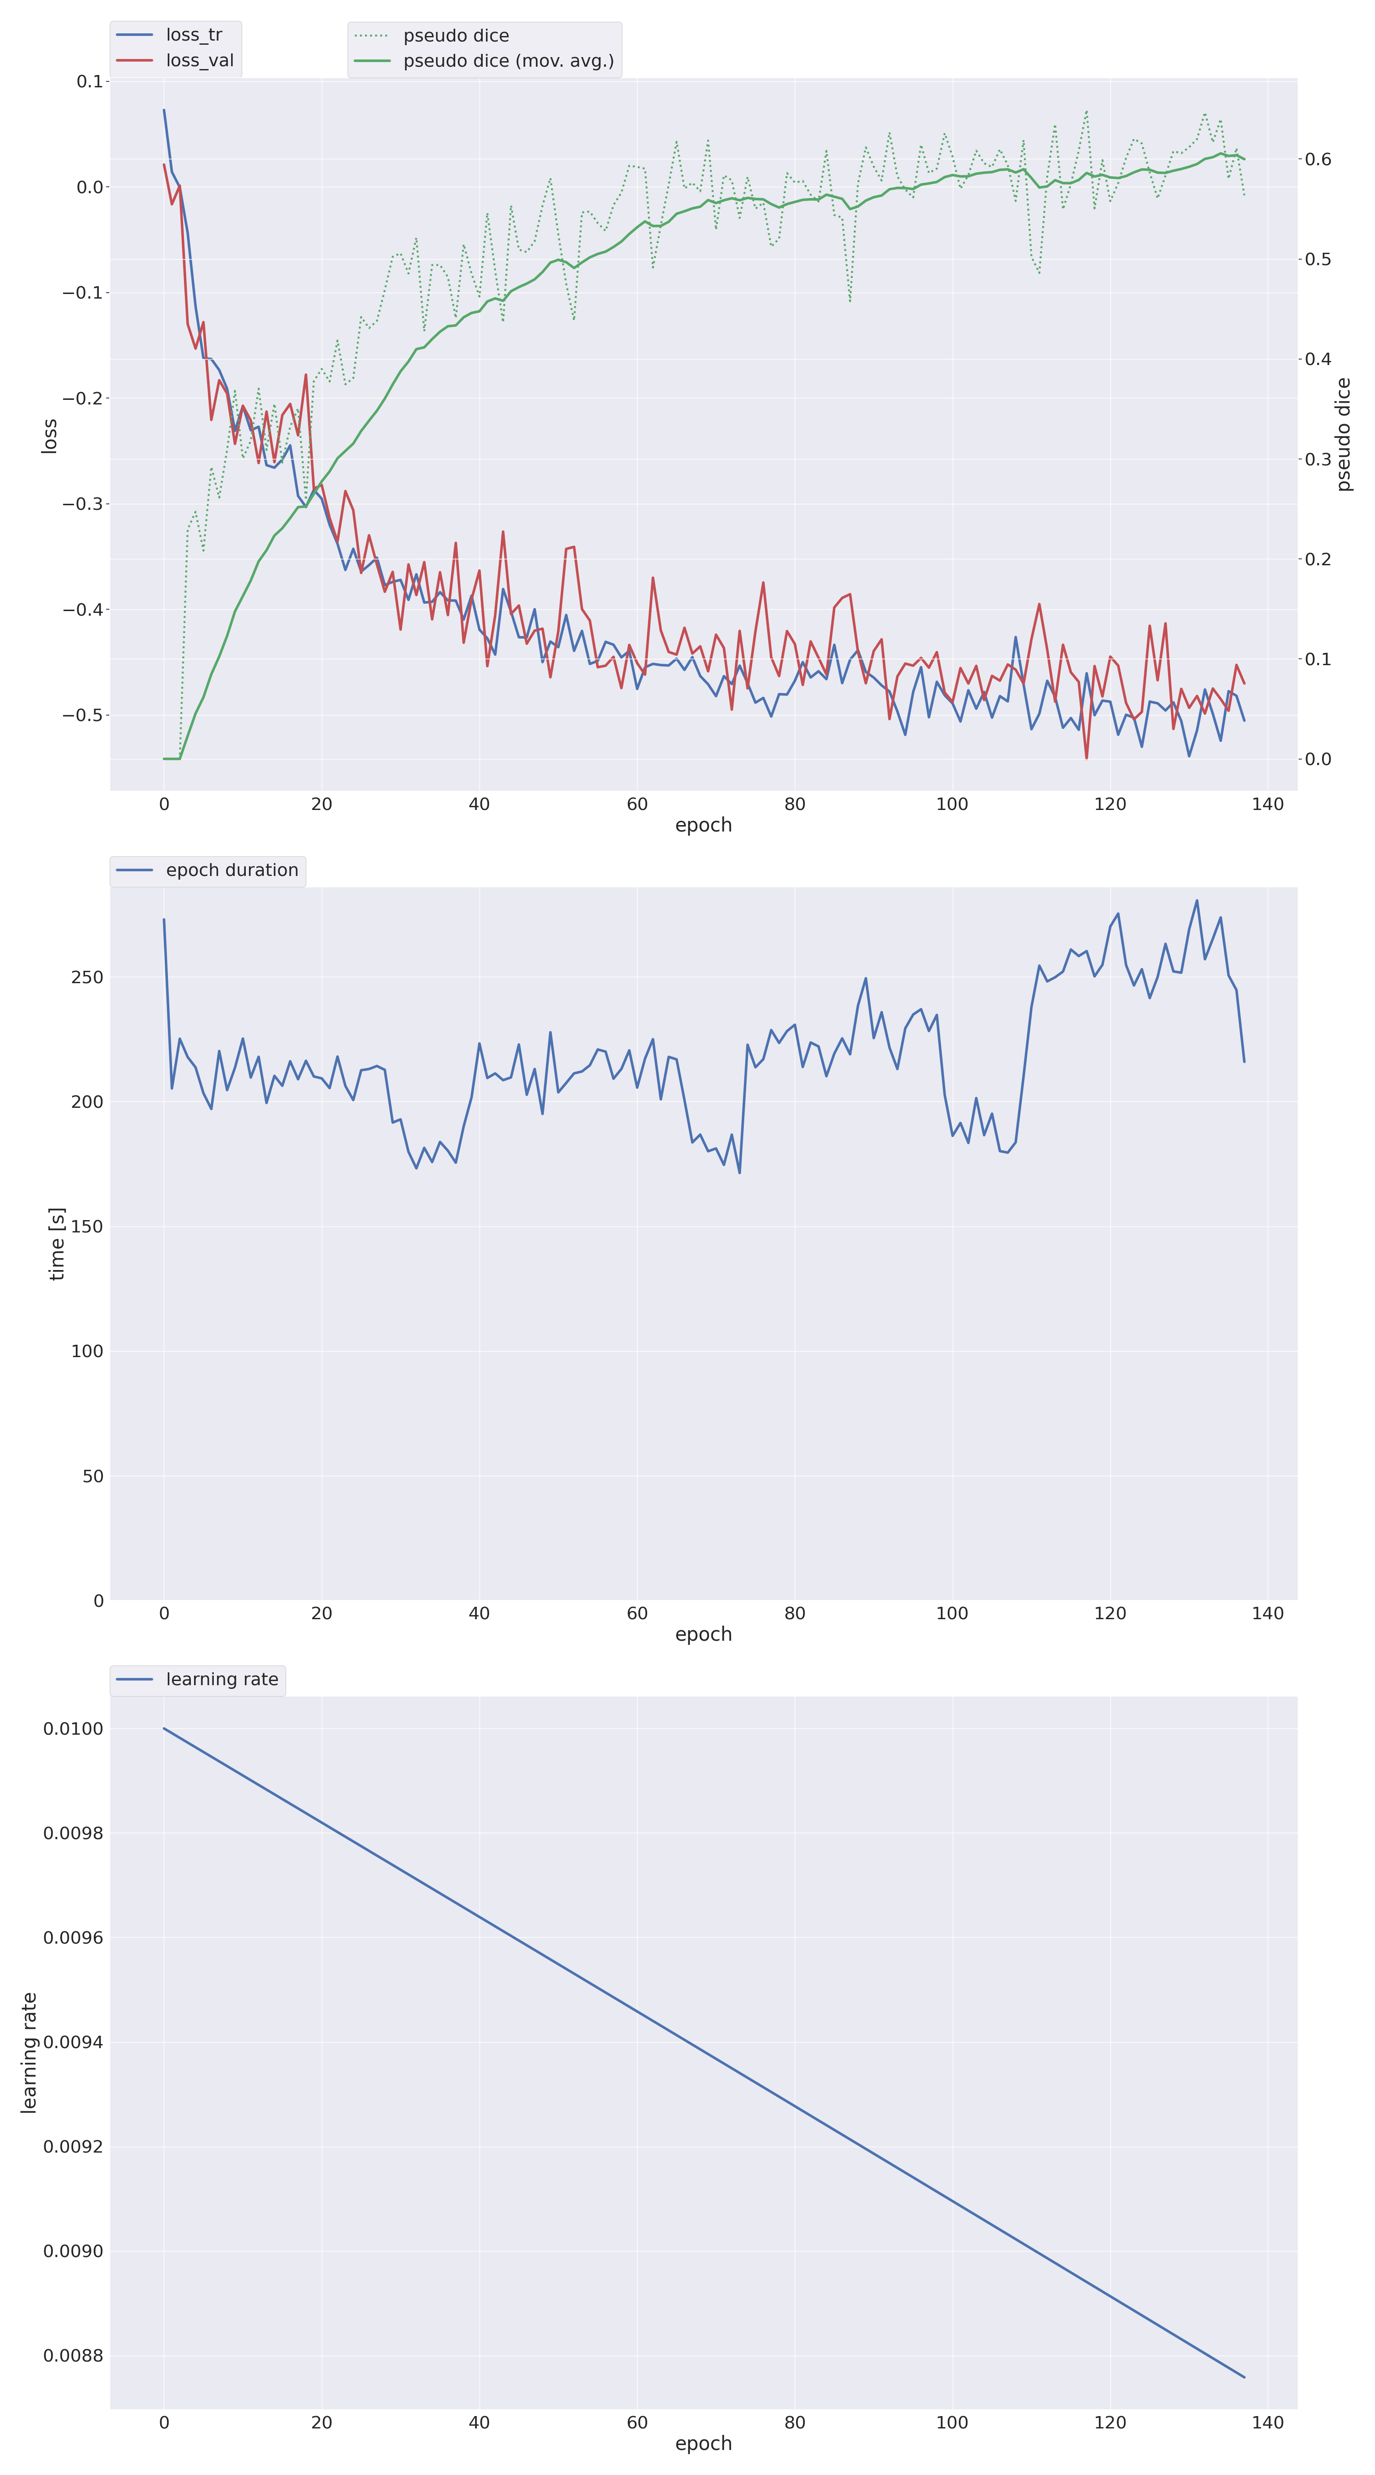 loss_tr
loss_val
pseudo dice
pseudo dice (mov. avg.)
0.1
0.0
−0.1
−0.2
−0.3
−0.4
−0.5
loss
0.6
0.5
0.4
0.3
0.2
0.1
0.0
pseudo dice
0 20 40 60 80 100 120 140
epoch
epoch duration
250
200
150
100
50
0
time [s]
0 20 40 60 80 100 120 140
epoch
learning rate
0.0100
0.0098
0.0096
0.0094
0.0092
0.0090
0.0088
learning rate
0 20 40 60 80 100 120 140
epoch